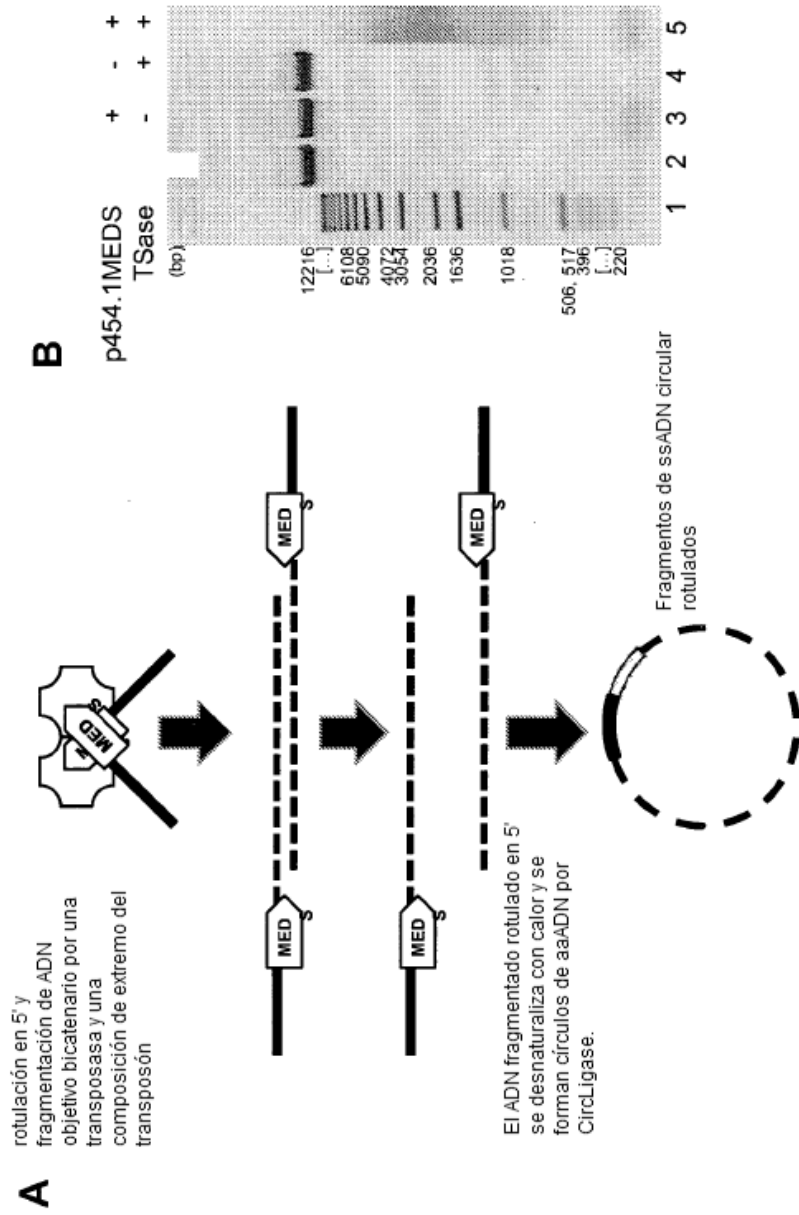 A
rotulación en 5' y
fragmentación de ADN
objetivo bicatenario por una
transposasa y una
composición de extremo del
transposón
MED
S
MED
S
MED
S
MED
S
MED
S
El ADN fragmentado rotulado en 5'
se desnaturaliza con calor y se
forman círculos de aaADN por
CircLigase.
Fragmentos de ssADN circular
rotulados
B
p454.1MEDS + - +
TSase - + +
(bp)
12216
[...]
6108
5090
4072
3054
2036
1636
1018
506, 517
396
[...]
220
1 2 3 4 5